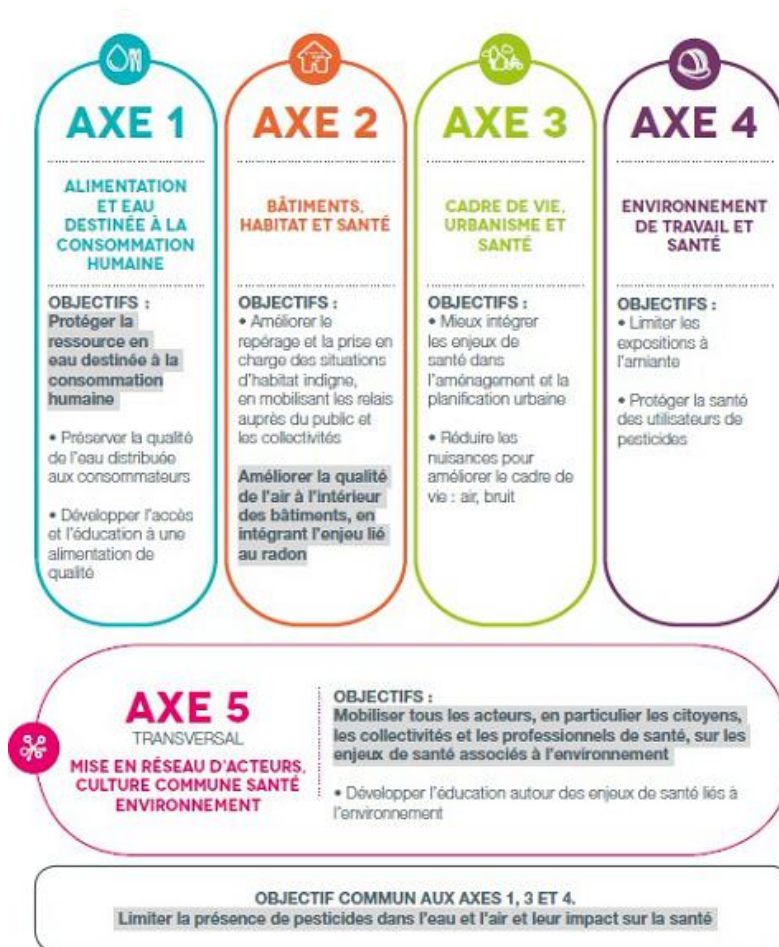 AXE 1
ALIMENTATION
ET EAU
DESTINÉE À LA
CONSOMMATION
HUMAINE
OBJECTIFS :
Protéger la
ressource en
eau destinée à la
consommation
humaine
• Préserver la qualité
de l'eau distribuée
aux consommateurs
• Développer l'accès
et l'éducation à une
alimentation de
qualité
AXE 2
BÂTIMENTS,
HABITAT ET SANTÉ
OBJECTIFS :
• Améliorer le
repérage et la prise en
charge des situations
d'habitat indigne,
en mobilisant les relais
auprès du public et
les collectivités
Améliorer la qualité
de l'air à l'intérieur
des bâtiments, en
intégrant l'enjeu lié
au radon
AXE 3
CADRE DE VIE,
URBANISME ET
SANTÉ
OBJECTIFS :
• Mieux intégrer
les enjeux de
santé dans
l'aménagement et la
planification urbaine
• Réduire les
nuisances pour
améliorer le cadre de
vie : air, bruit
AXE 4
ENVIRONNEMENT
DE TRAVAIL ET
SANTÉ
OBJECTIFS :
• Limiter les
expositions à
l'amiante
• Protéger la santé
des utilisateurs de
pesticides
AXE 5
TRANSVERSAL
MISE EN RÉSEAU D'ACTEURS,
CULTURE COMMUNE SANTÉ
ENVIRONNEMENT
OBJECTIFS :
Mobiliser tous les acteurs, en particulier les citoyens,
les collectivités et les professionnels de santé, sur les
enjeux de santé associés à l'environnement
• Développer l'éducation autour des enjeux de santé liés à
l'environnement
OBJECTIF COMMUN AUX AXES 1, 3 ET 4.
Limiter la présence de pesticides dans l'eau et l'air et leur impact sur la santé